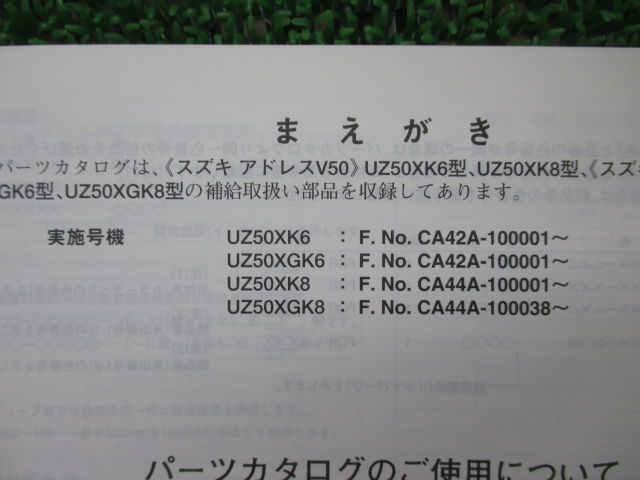 まえがき
パーツカタログは、《スズキ アドレスV50》UZ50XK6型、UZ50XK8型、《スズキ
GK6型、UZ50XGK8型の補給取扱い部品を収録してあります。
実施号機 UZ50XK6 : F. No. CA42A-100001～
UZ50XGK6 : F. No. CA42A-100001～
UZ50XK8 : F. No. CA44A-100001～
UZ50XGK8 : F. No. CA44A-100038～
パーツカタログのご使用について